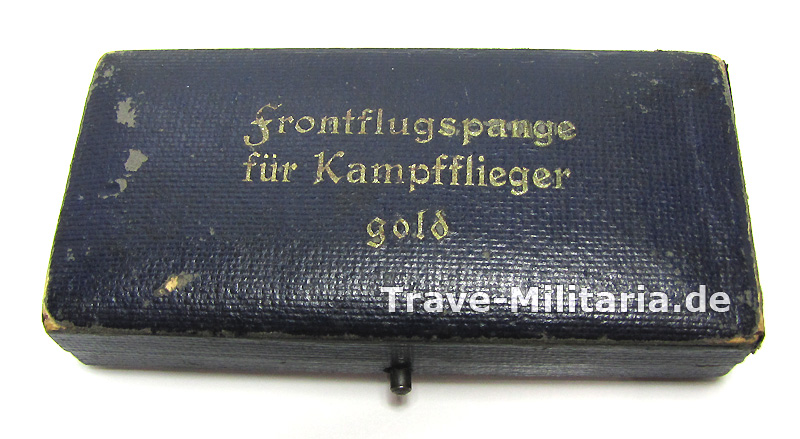 Frontflugspange
für Kampfflieger
gold
Trave-Militaria.de